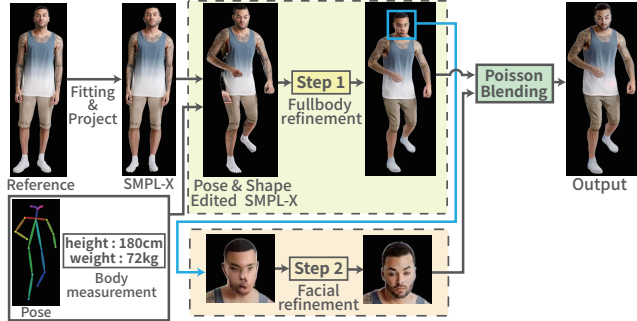 Reference
Fitting
&
Project
SMPL-X
Pose & Shape
Edited SMPL-X
Step 1
Fullbody
refinement
Poisson
Blending
Output
Pose
height : 180cm
weight : 72kg
Body
measurement
Step 2
Facial
refinement